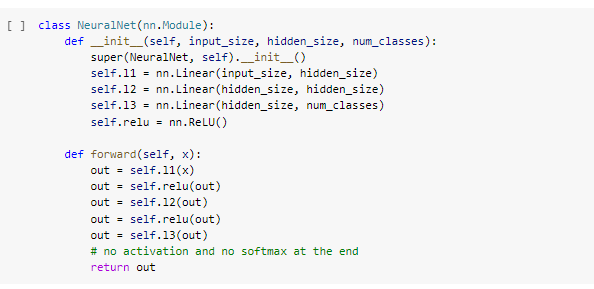 [ ] class NeuralNet(nn.Module):
    def __init__(self, input_size, hidden_size, num_classes):
        super(NeuralNet, self).__init__()
        self.l1 = nn.Linear(input_size, hidden_size)
        self.l2 = nn.Linear(hidden_size, hidden_size)
        self.l3 = nn.Linear(hidden_size, num_classes)
        self.relu = nn.ReLU()

    def forward(self, x):
        out = self.l1(x)
        out = self.relu(out)
        out = self.l2(out)
        out = self.relu(out)
        out = self.l3(out)
        # no activation and no softmax at the end
        return out